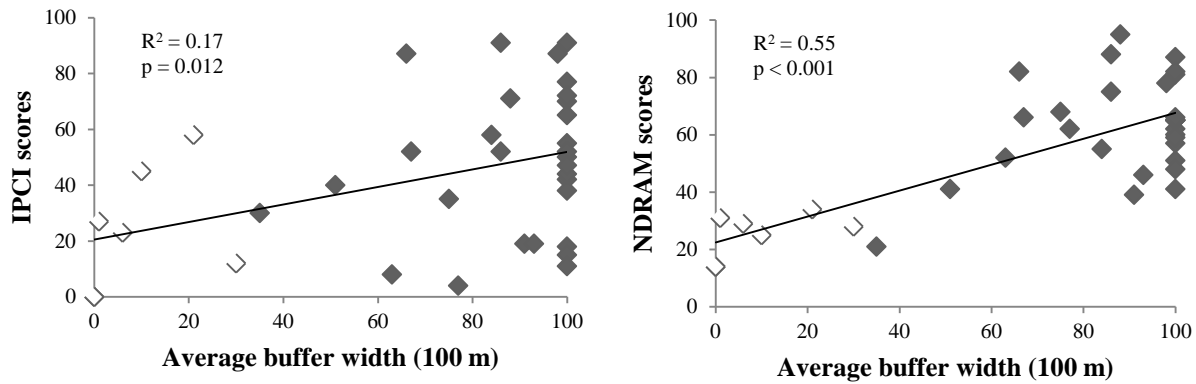 R² = 0.17
p = 0.012
IPCI scores
100
80
60
40
20
0
0 20 40 60 80 100
Average buffer width (100 m)
R² = 0.55
p < 0.001
NDRAM scores
100
80
60
40
20
0
0 20 40 60 80 100
Average buffer width (100 m)